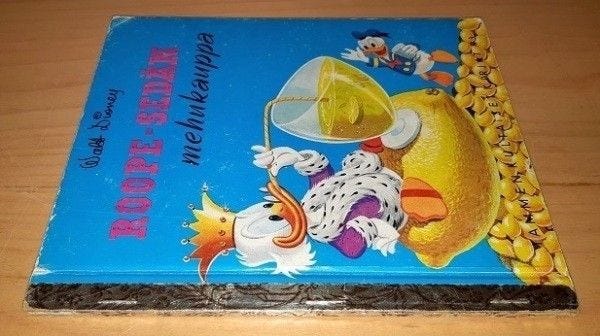 Walt Disney
ROOPE-SEDÄN
mehukauppa
TAMMEN KULTAISET KIRJAT